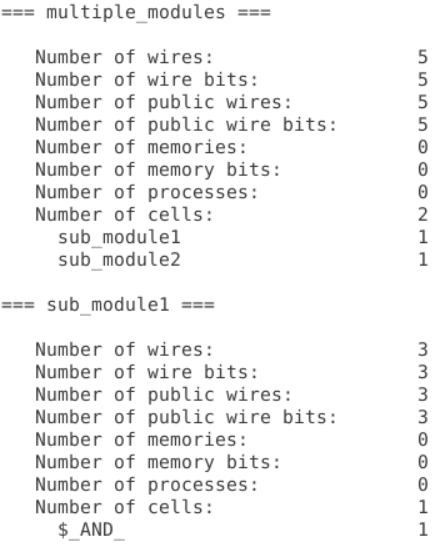 === multiple_modules ===
Number of wires: 5
Number of wire bits: 5
Number of public wires: 5
Number of public wire bits: 5
Number of memories: 0
Number of memory bits: 0
Number of processes: 0
Number of cells: 2
sub_module1 1
sub_module2 1
=== sub_module1 ===
Number of wires: 3
Number of wire bits: 3
Number of public wires: 3
Number of public wire bits: 3
Number of memories: 0
Number of memory bits: 0
Number of processes: 0
Number of cells: 1
$_AND_ 1